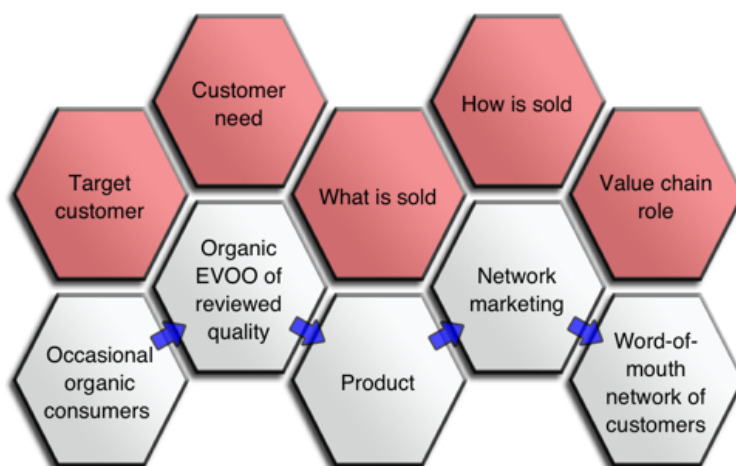 Customer
need
How is sold
Target
customer
What is sold
Value chain
role
Organic
EVOO of
reviewed
quality
Network
marketing
Occasional
organic
consumers
Product
Word-of-
mouth
network of
customers